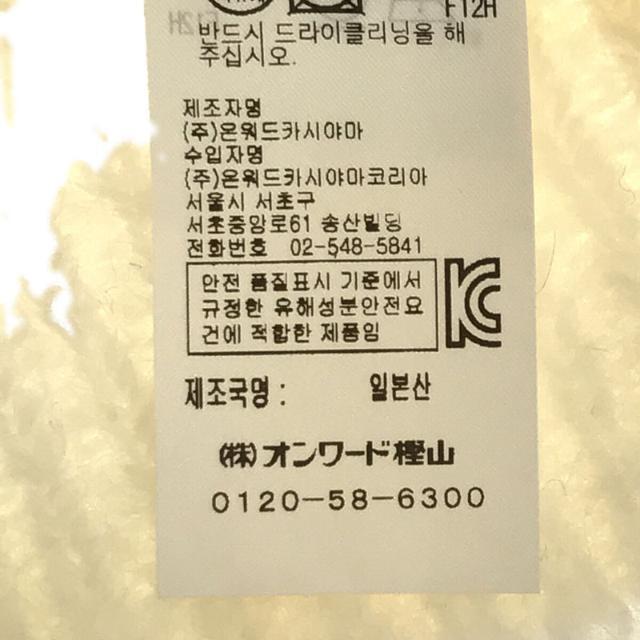 F12H
반드시 드라이클리닝을 해
주십시오.
제조자명
(주)온워드카시야마
수입자명
(주)온워드카시야마코리아
서울시 서초구
서초중앙로61 송산빌딩
전화번호 02-548-5841
안전 품질표시 기준에서
규정한 유해성분안전요
건에 적합한 제품임
KC
제조국명 : 일본산
(株)オンワード樫山
0120-58-6300